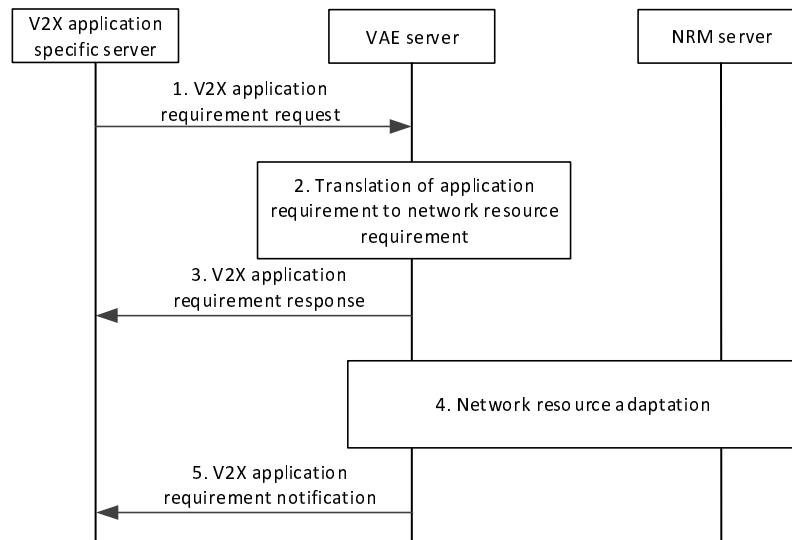 V2X application
specific server
VAE server
NRM server
1. V2X application
requirement request
2. Translation of application
requirement to network resource
requirement
3. V2X application
requirement response
4. Network resource adaptation
5. V2X application
requirement notification